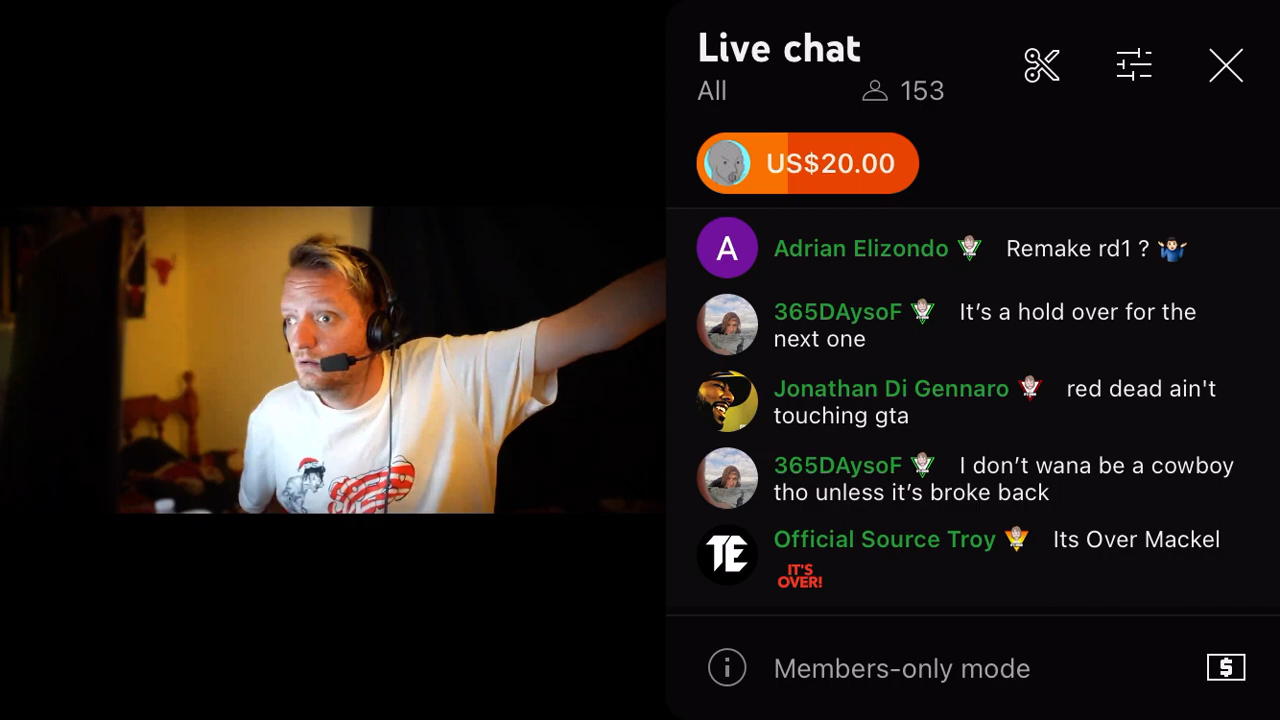 Live chat
All
153
US$20.00
A
Adrian Elizondo Remake rd1 ?
365DAysoF It’s a hold over for the
next one
Jonathan Di Gennaro red dead ain't
touching gta
365DAysoF I don’t wana be a cowboy
tho unless it’s broke back
TE
Official Source Troy Its Over Mackel
IT'S
OVER!
Members-only mode
$